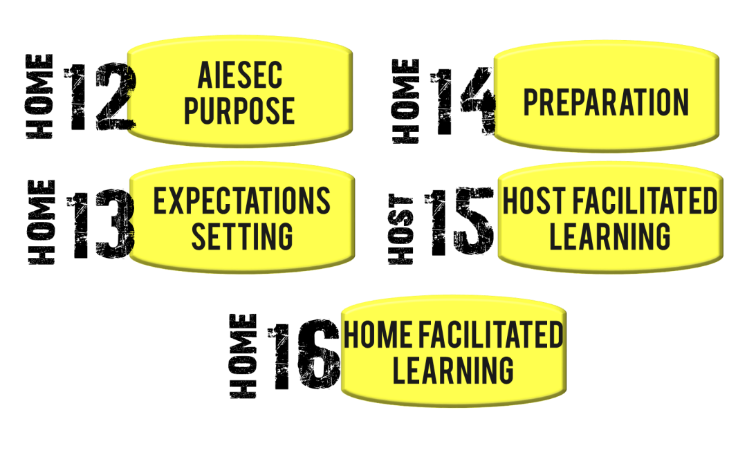 HOME 12 AIESEC
PURPOSE
HOME 14 PREPARATION
HOME 13 EXPECTATIONS
SETTING
HOST 15 HOST FACILITATED
LEARNING
HOME 16 HOME FACILITATED
LEARNING